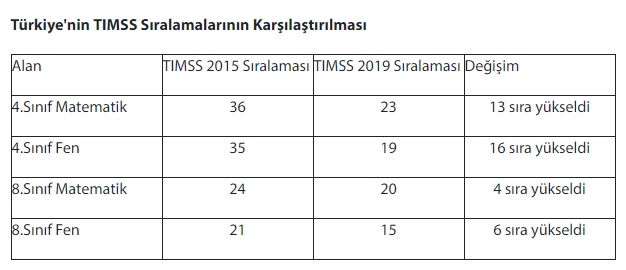 Türkiye'nin TIMSS Sıralamalarının Karşılaştırılması
Alan TIMSS 2015 Sıralaması TIMSS 2019 Sıralaması Değişim
4.Sınıf Matematik 36 23 13 sıra yükseldi
4.Sınıf Fen 35 19 16 sıra yükseldi
8.Sınıf Matematik 24 20 4 sıra yükseldi
8.Sınıf Fen 21 15 6 sıra yükseldi